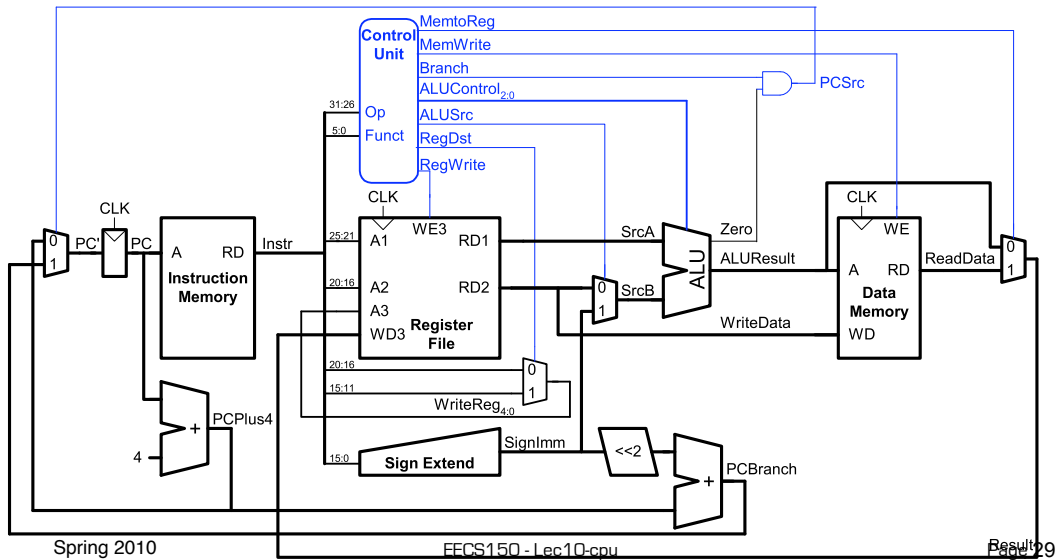 MemtoReg
Control Unit
MemWrite
Branch
PCSrc
ALUControl2:0
31:26
Op
ALUSrc
5:0
Funct
RegDst
RegWrite
CLK
CLK
CLK
0
1
PC'
PC
A
RD
Instr
Instruction Memory
25:21
A1
WE3
RD1
SrcA
Zero
WE
0
1
ALU
ALUResult
A
RD
ReadData
20:16
A2
RD2
0
1
SrcB
Data Memory
A3
WD3
Register File
WriteData
WD
20:16
0
15:11
1
WriteReg4:0
PCPlus4
+
4
SignImm
15:0
Sign Extend
<<2
+
PCBranch
Result
Spring 2010
EECS150 - Lec10-cpu
Page 29